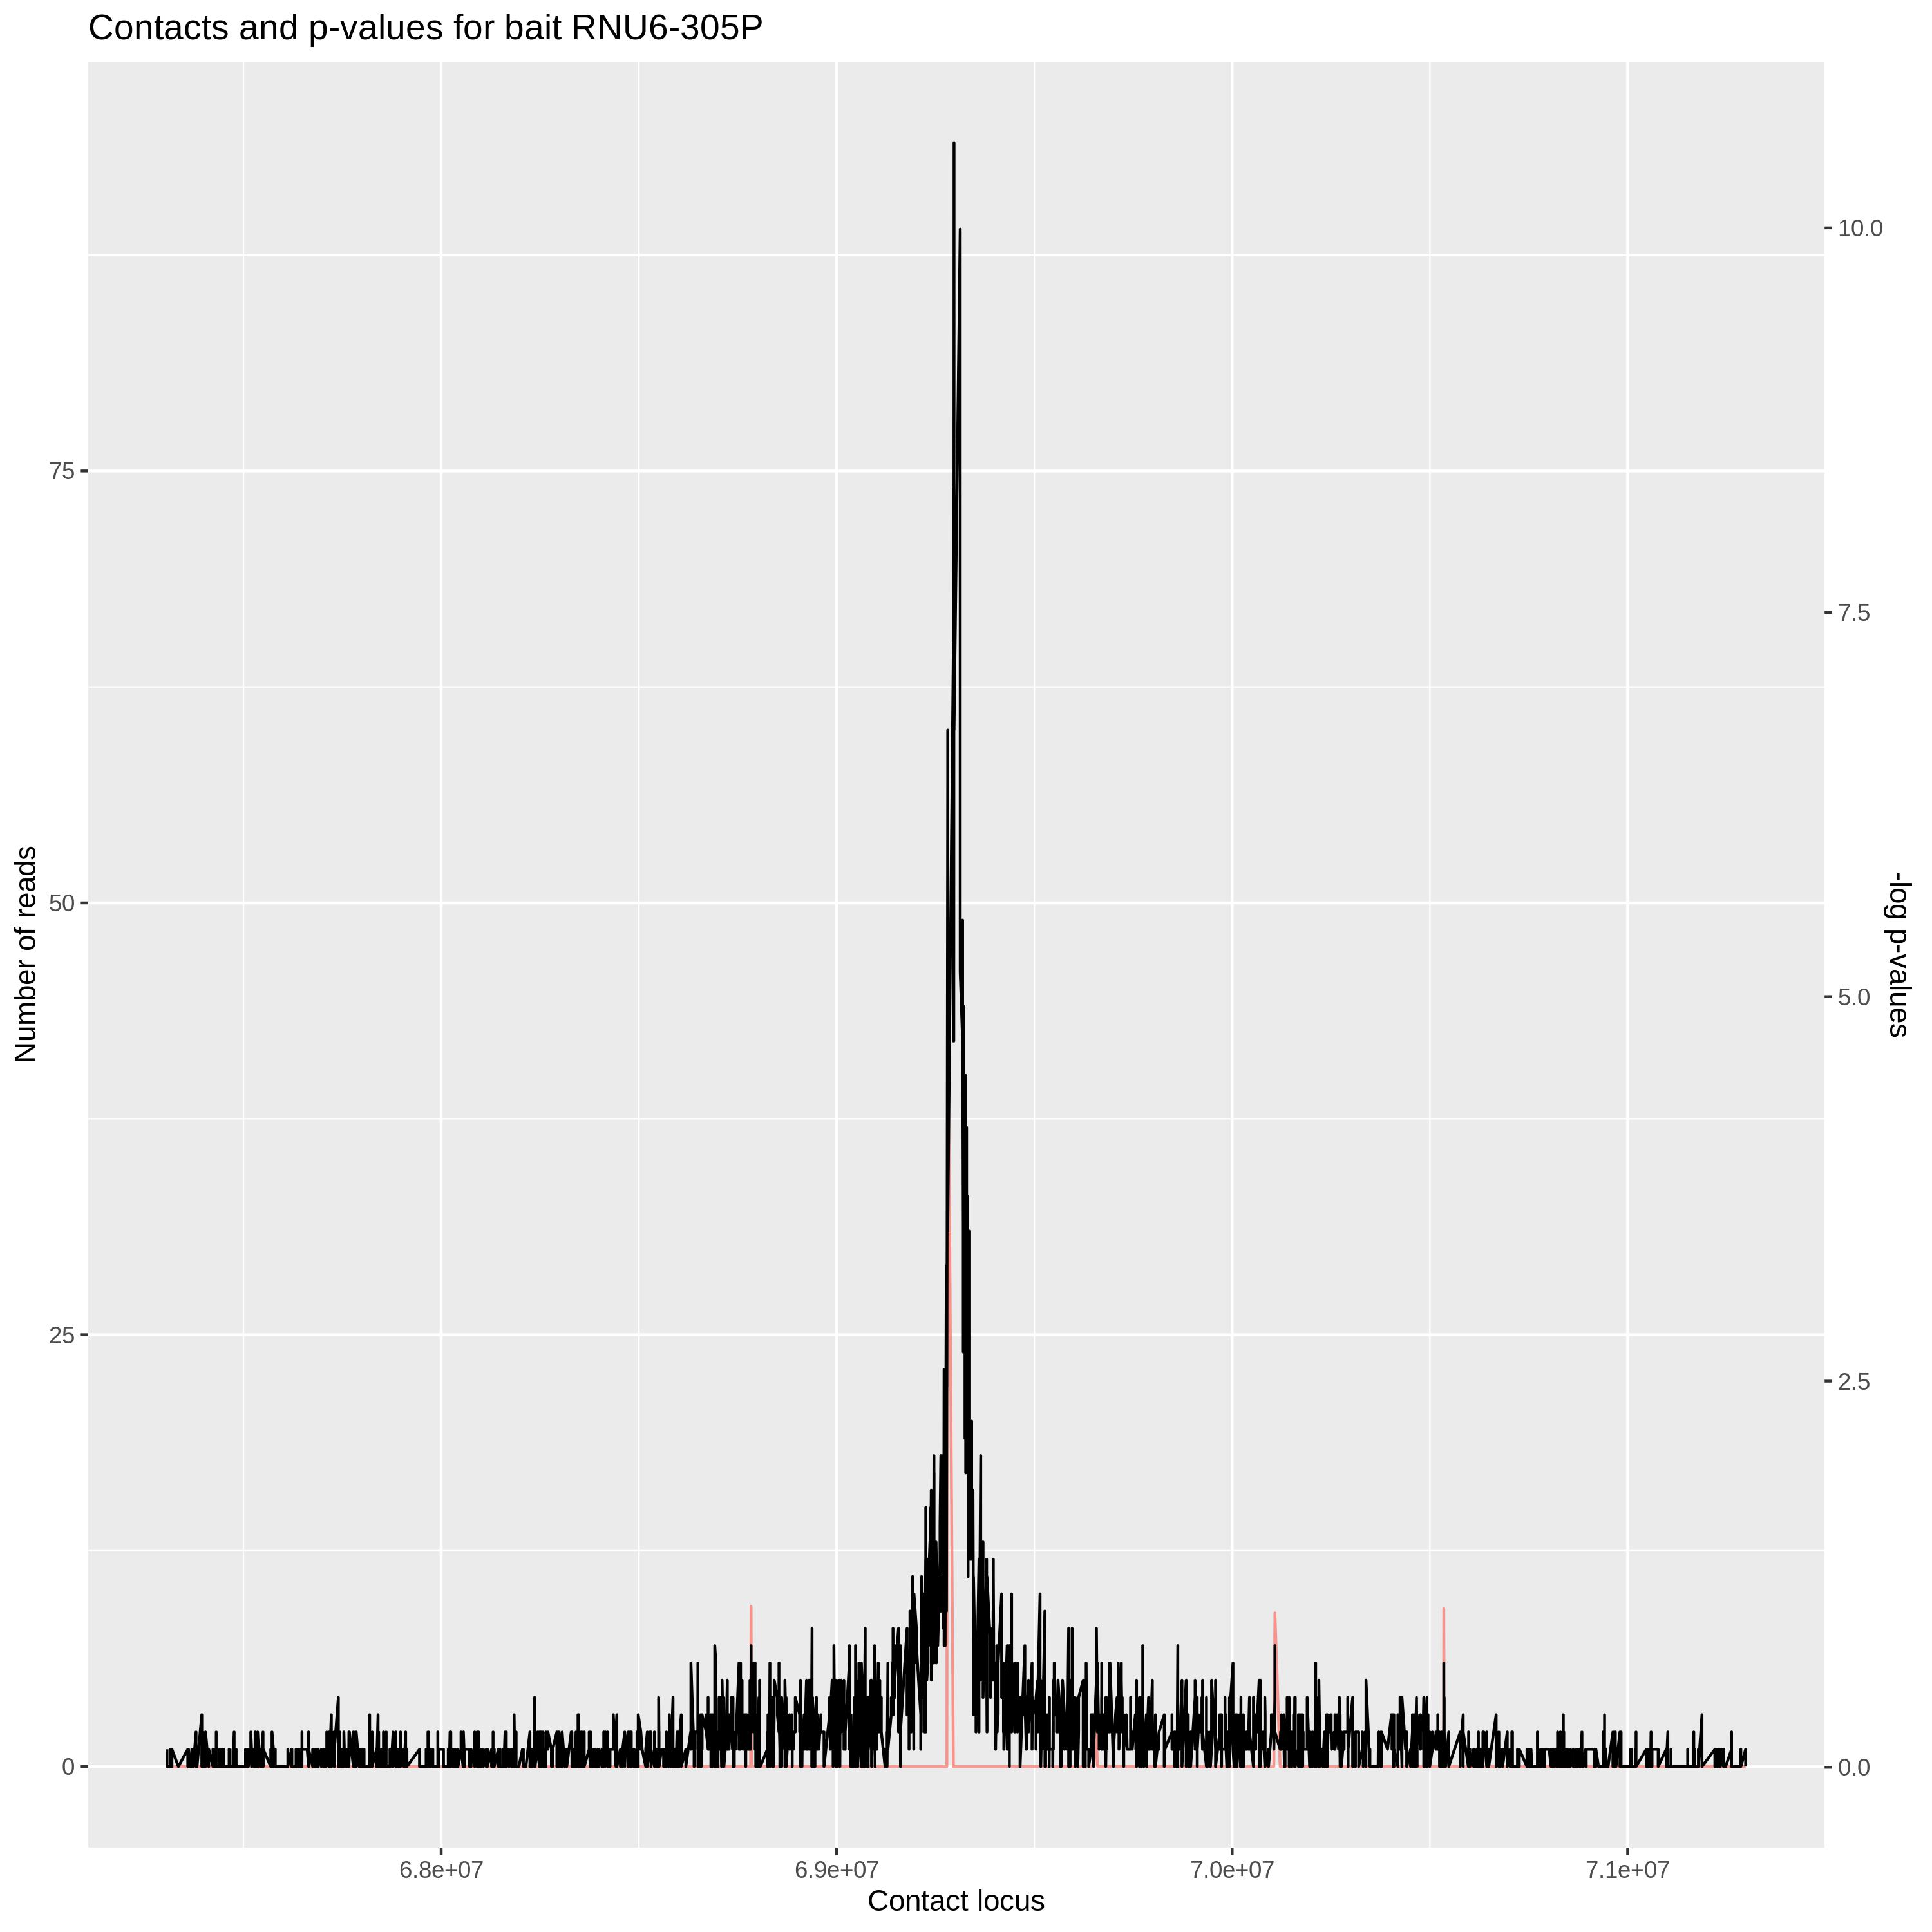 Contacts and p-values for bait RNU6-305P
Number of reads
75
50
25
0
10.0
7.5
5.0
2.5
0.0
-log p-values
6.8e+07
6.9e+07
7.0e+07
7.1e+07
Contact locus